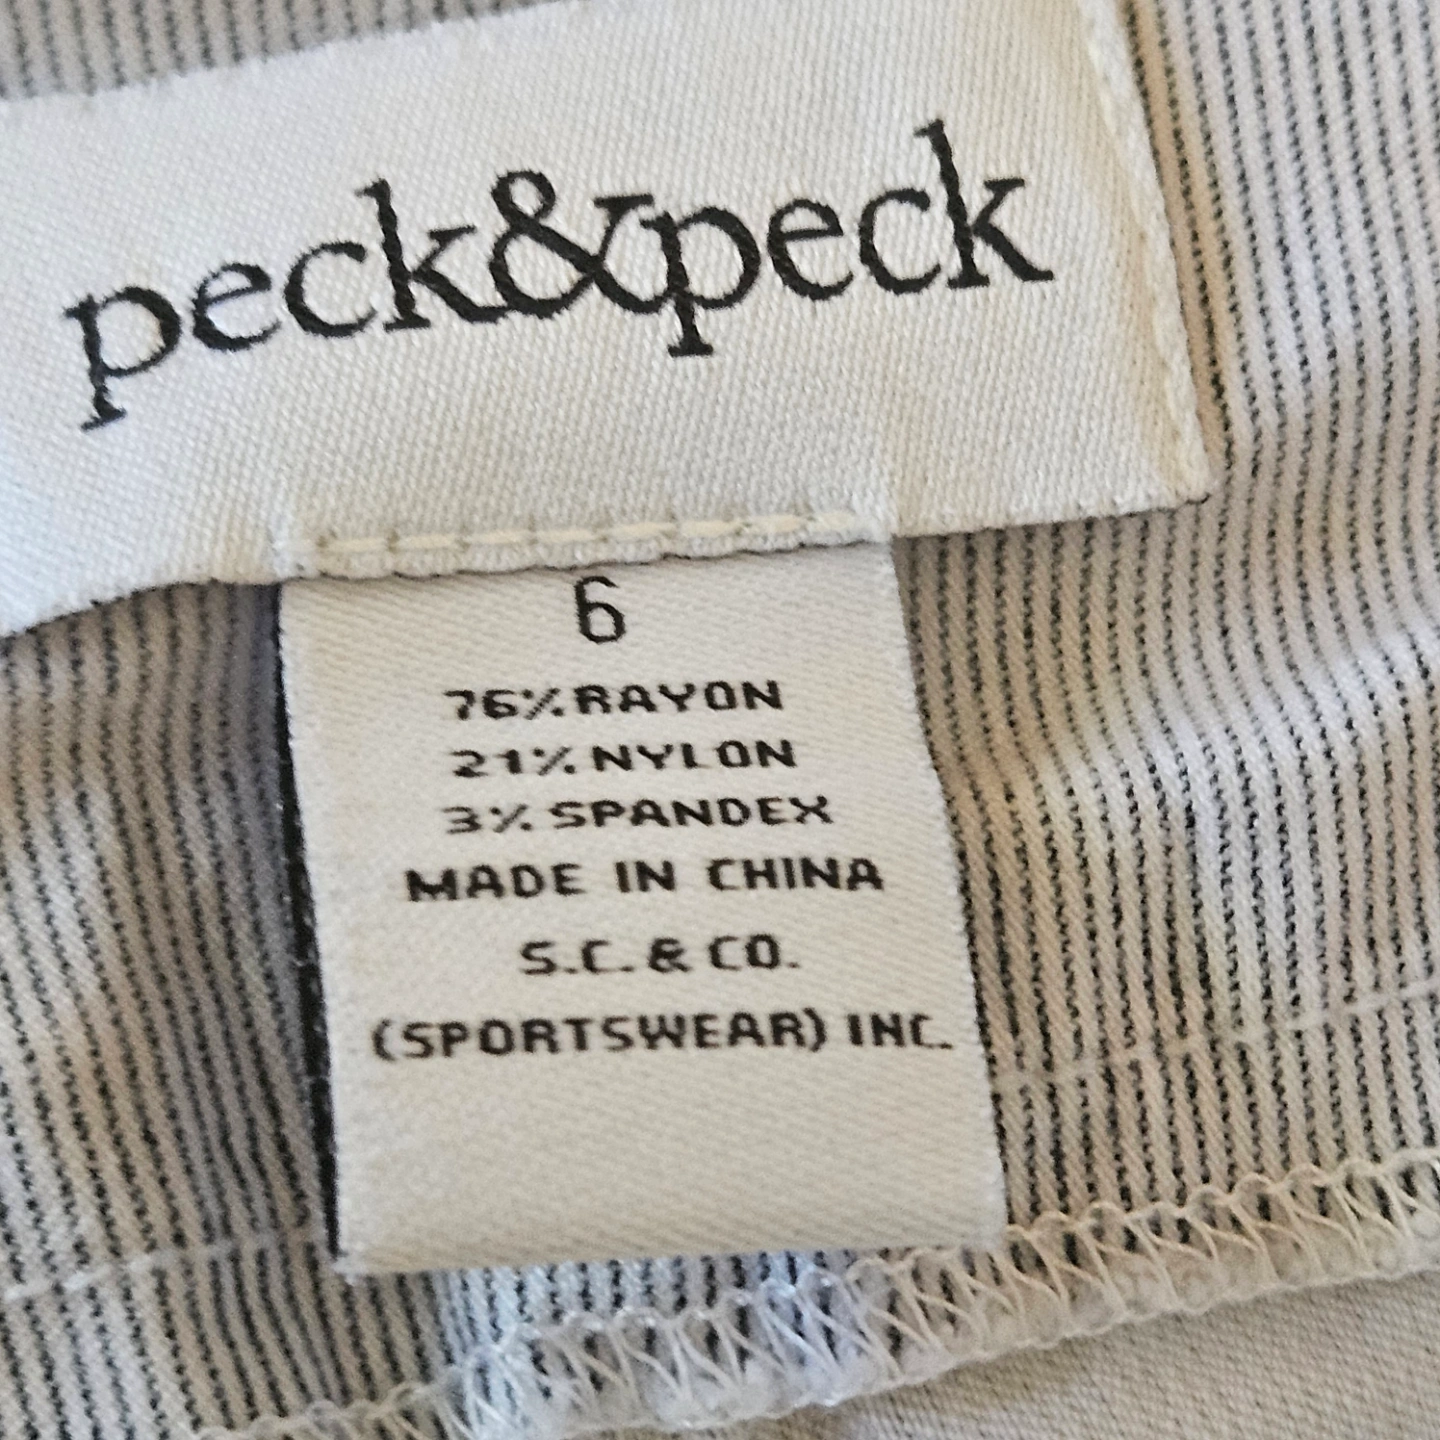 peck&peck
6
76% RAYON
21% NYLON
3% SPANDEX
MADE IN CHINA
S.C. & CO.
(SPORTSWEAR) INC.